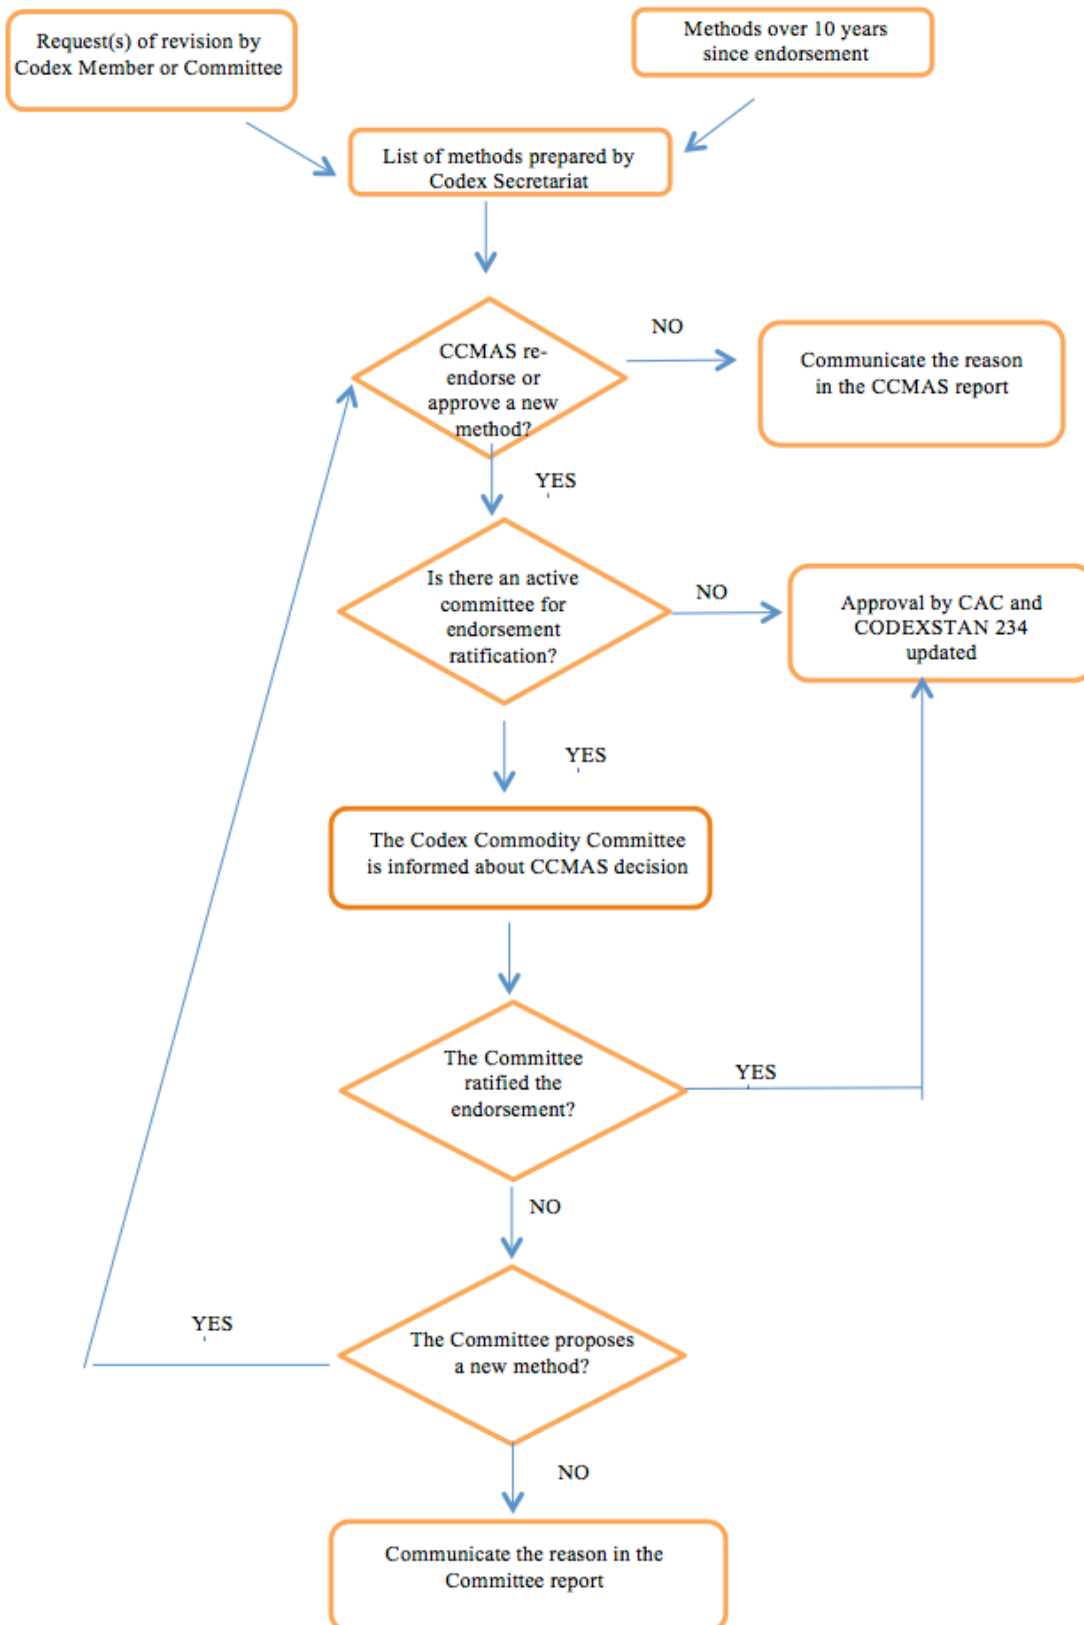 Request(s) of revision by
Codex Member or Committee
Methods over 10 years
since endorsement
List of methods prepared by
Codex Secretariat
CCMAS re-
endorse or
approve a new
method?
NO
Communicate the reason
in the CCMAS report
YES
Is there an active
committee for
endorsement
ratification?
NO
Approval by CAC and
CODEXSTAN 234
updated
YES
The Codex Commodity Committee
is informed about CCMAS decision
The Committee
ratified the
endorsement?
YES
NO
YES
The Committee proposes
a new method?
NO
Communicate the reason in the
Committee report